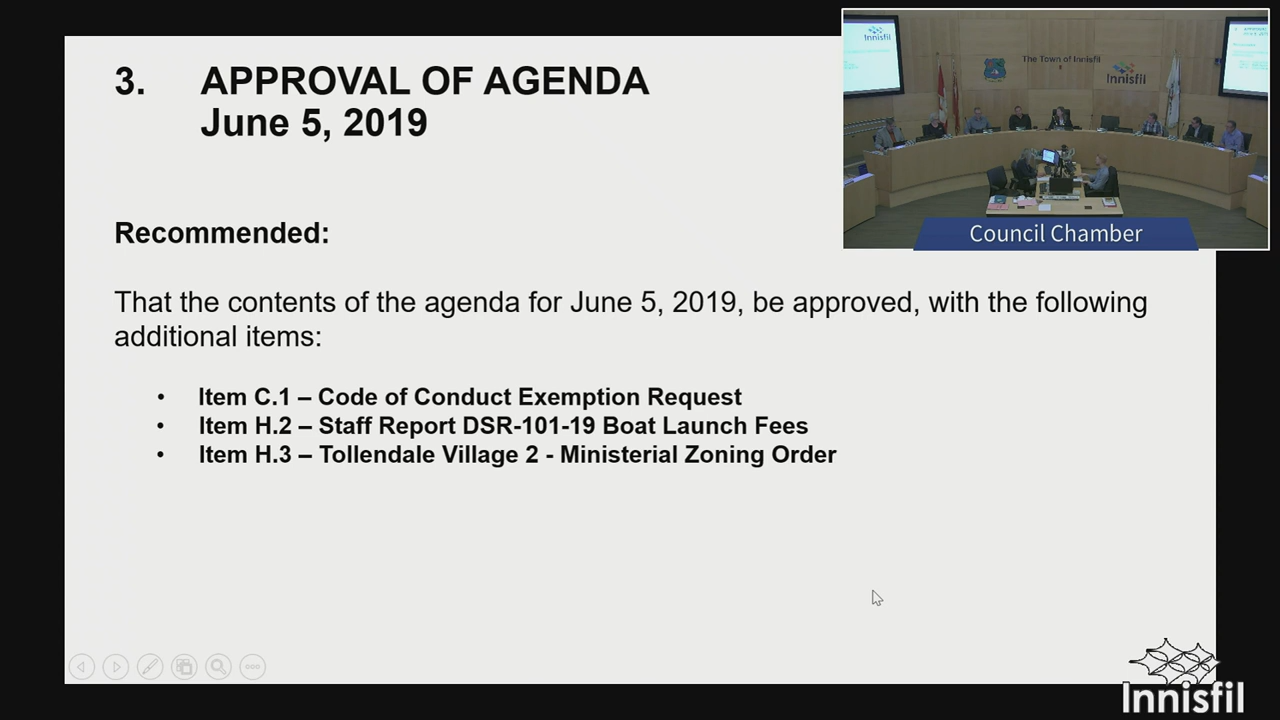 3. APPROVAL OF AGENDA
June 5, 2019
Recommended:
That the contents of the agenda for June 5, 2019, be approved, with the following
additional items:
• Item C.1 – Code of Conduct Exemption Request
• Item H.2 – Staff Report DSR-101-19 Boat Launch Fees
• Item H.3 – Tollendale Village 2 - Ministerial Zoning Order
Innisfil
The Town of Innisfil
Innisfil
Council Chamber
Innisfil